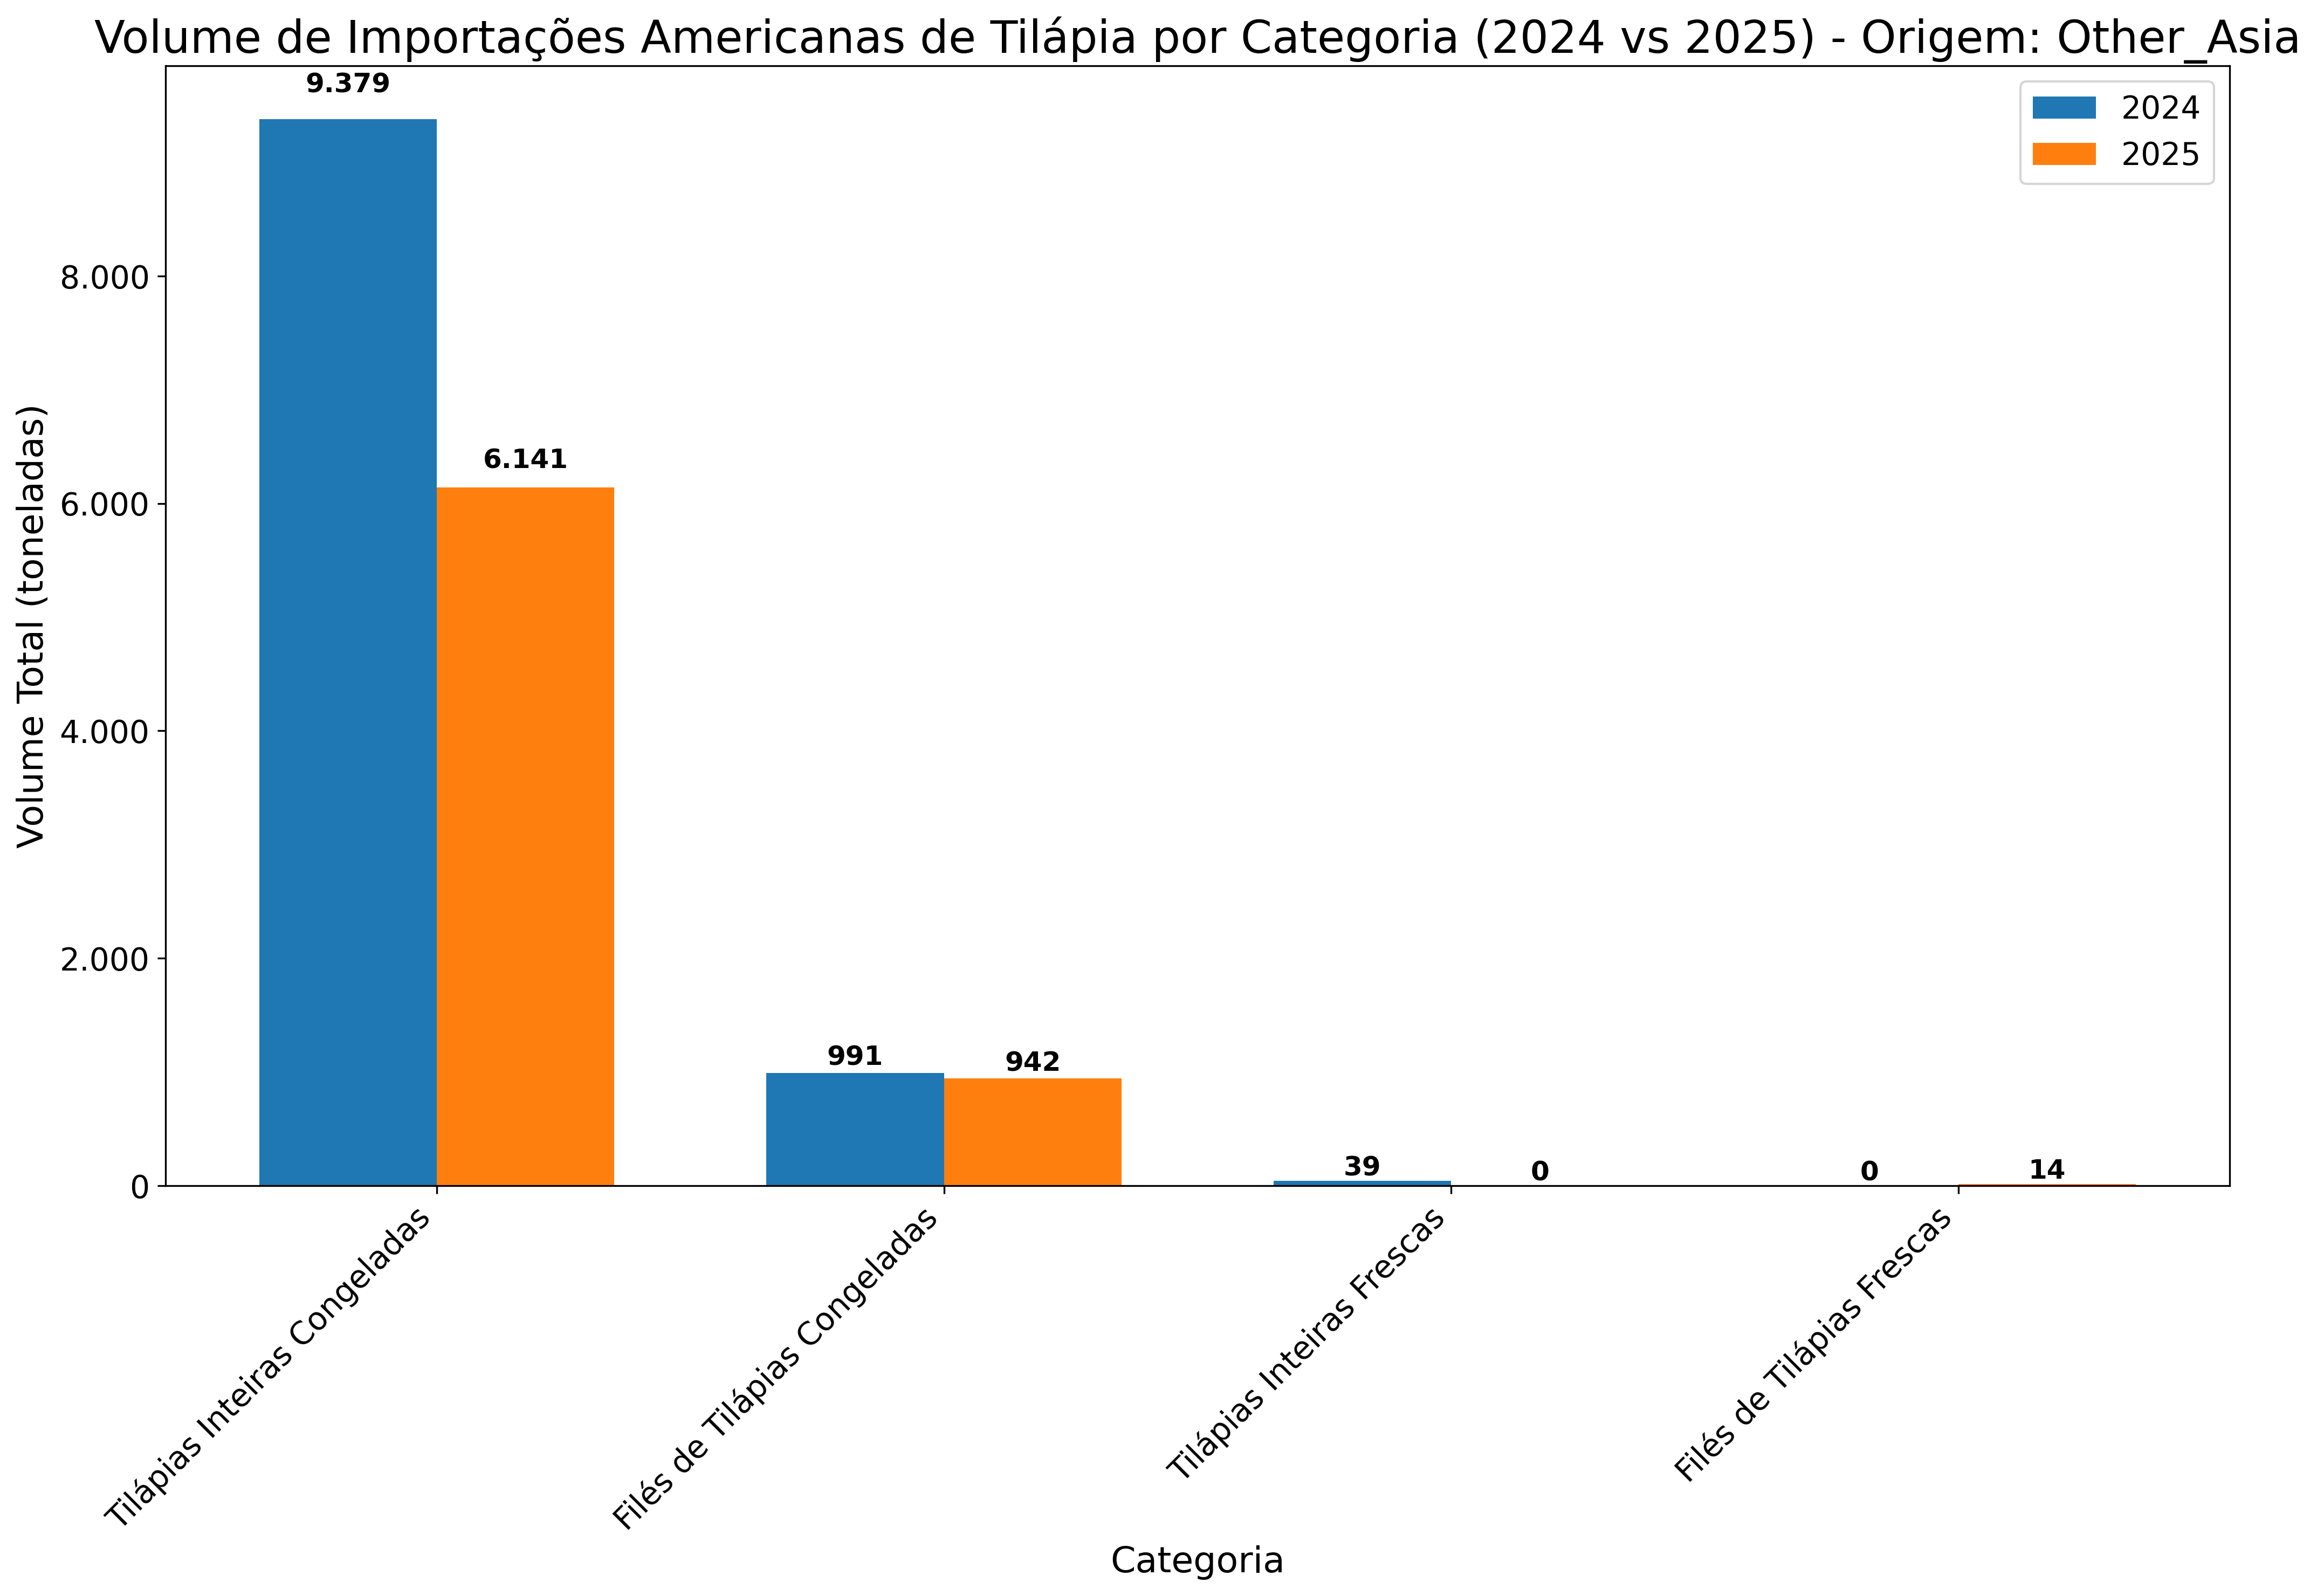 Volume de Importações Americanas de Tilápia por Categoria (2024 vs 2025) - Origem: Other_Asia
2024
2025
Volume Total (toneladas)
8.000
6.000
4.000
2.000
0
9.379
6.141
991
942
39
0
0
14
Tilápias Inteiras Congeladas
Filés de Tilápias Congeladas
Tilápias Inteiras Frescas
Filés de Tilápias Frescas
Categoria